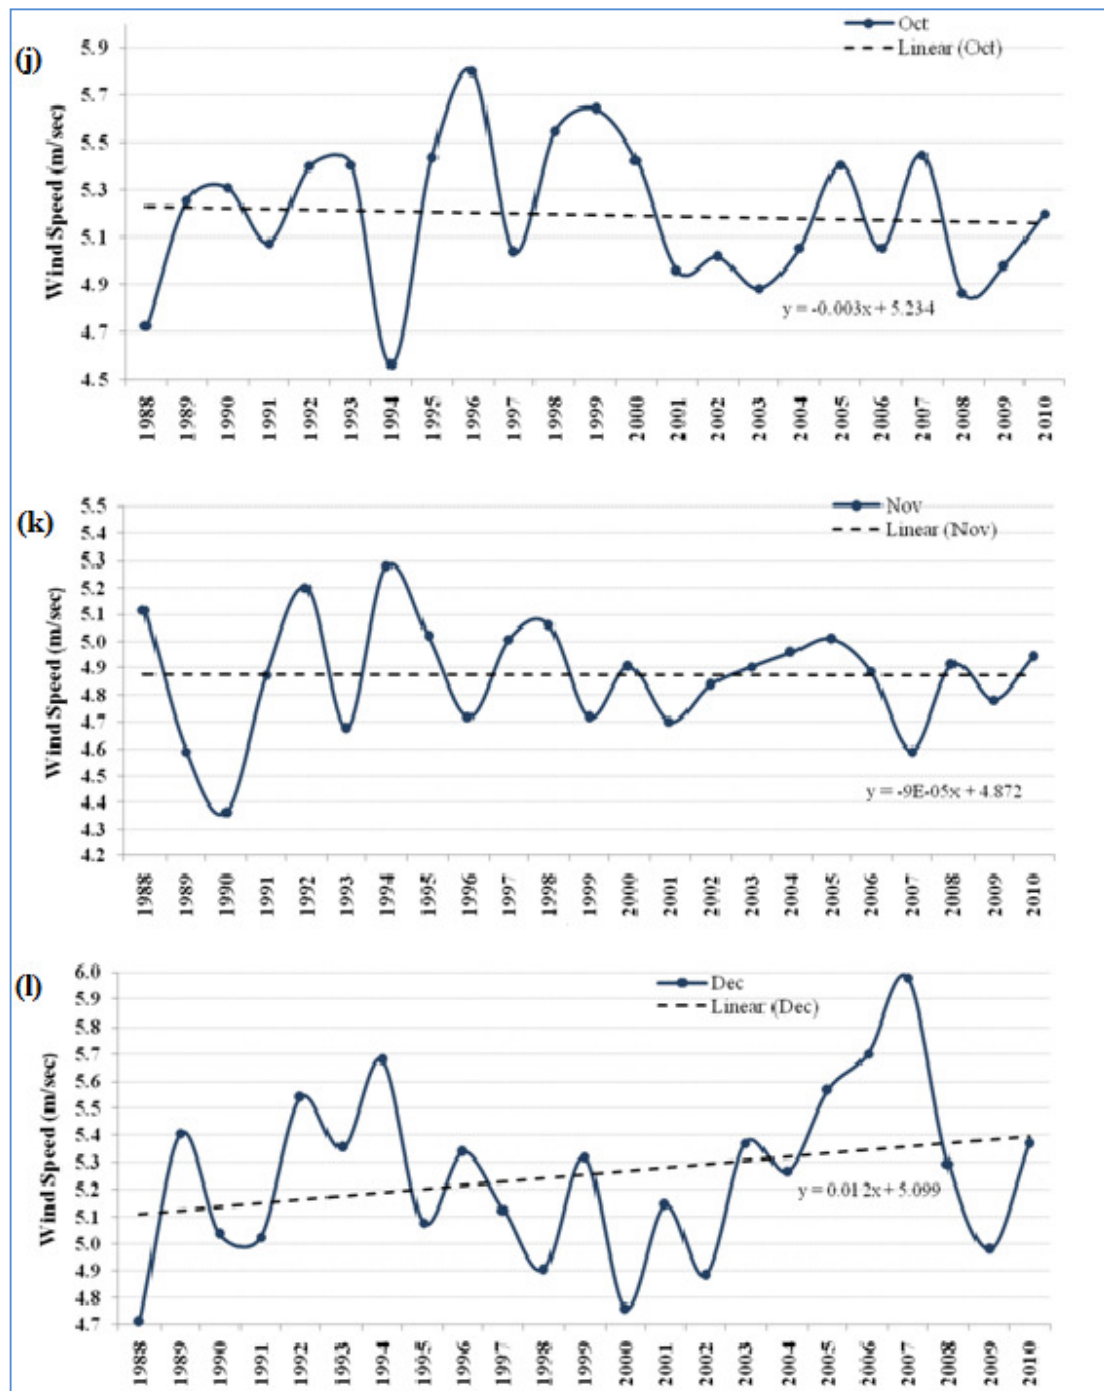 (j)
Oct
Linear (Oct)
Wind Speed (m/sec)
5.9
5.7
5.5
5.3
5.1
4.9
4.7
4.5
y = -0.003x + 5.234
1988 1989 1990 1991 1992 1993 1994 1995 1996 1997 1998 1999 2000 2001 2002 2003 2004 2005 2006 2007 2008 2009 2010
(k)
Nov
Linear (Nov)
Wind Speed (m/sec)
5.5
5.4
5.3
5.2
5.1
5.0
4.9
4.8
4.7
4.6
4.5
4.4
4.3
4.2
y = -9E-05x + 4.872
1988 1989 1990 1991 1992 1993 1994 1995 1996 1997 1998 1999 2000 2001 2002 2003 2004 2005 2006 2007 2008 2009 2010
(l)
Dec
Linear (Dec)
Wind Speed (m/sec)
6.0
5.9
5.8
5.7
5.6
5.5
5.4
5.3
5.2
5.1
5.0
4.9
4.8
4.7
y = 0.012x + 5.099
1988 1989 1990 1991 1992 1993 1994 1995 1996 1997 1998 1999 2000 2001 2002 2003 2004 2005 2006 2007 2008 2009 2010